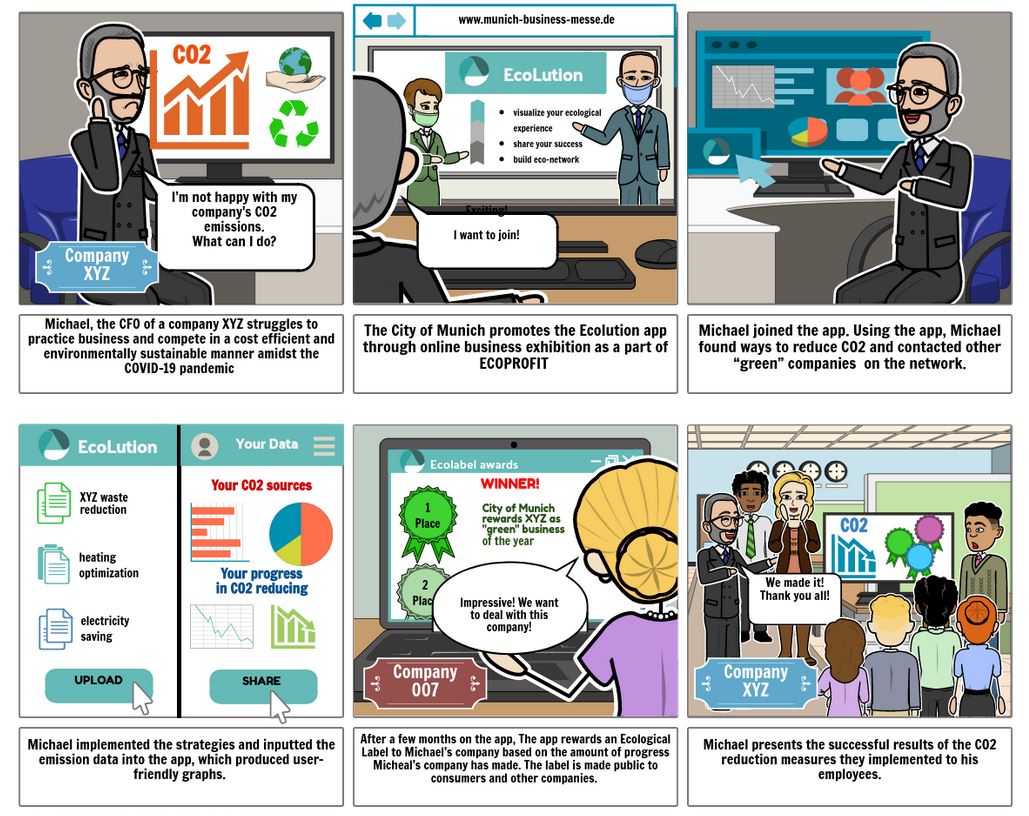 CO2
I'm not happy with my
company's CO2
emissions.
What can I do?
Company
XYZ
Michael, the CFO of a company XYZ struggles to
practice business and compete in a cost efficient and
environmentally sustainable manner amidst the
COVID-19 pandemic
www.munich-business-messe.de
EcoLution
• visualize your ecological
experience
• share your success
• build eco-network
Exciting!
I want to join!
The City of Munich promotes the Ecolution app
through online business exhibition as a part of
ECOPROFIT
Michael joined the app. Using the app, Michael
found ways to reduce CO2 and contacted other
“green” companies on the network.
EcoLution
XYZ waste
reduction
heating
optimization
electricity
saving
UPLOAD
Your Data
Your CO2 sources
Your progress
in CO2 reducing
SHARE
Michael implemented the strategies and inputted the
emission data into the app, which produced user-
friendly graphs.
Ecolabel awards
WINNER!
1
Place
City of Munich
rewards XYZ as
"green" business
of the year
2
Place
Impressive! We want
to deal with this
company!
Company
007
After a few months on the app, The app rewards an Ecological
Label to Michael's company based on the amount of progress
Micheal's company has made. The label is made public to
consumers and other companies.
CO2
We made it!
Thank you all!
Company
XYZ
Michael presents the successful results of the CO2
reduction measures they implemented to his
employees.